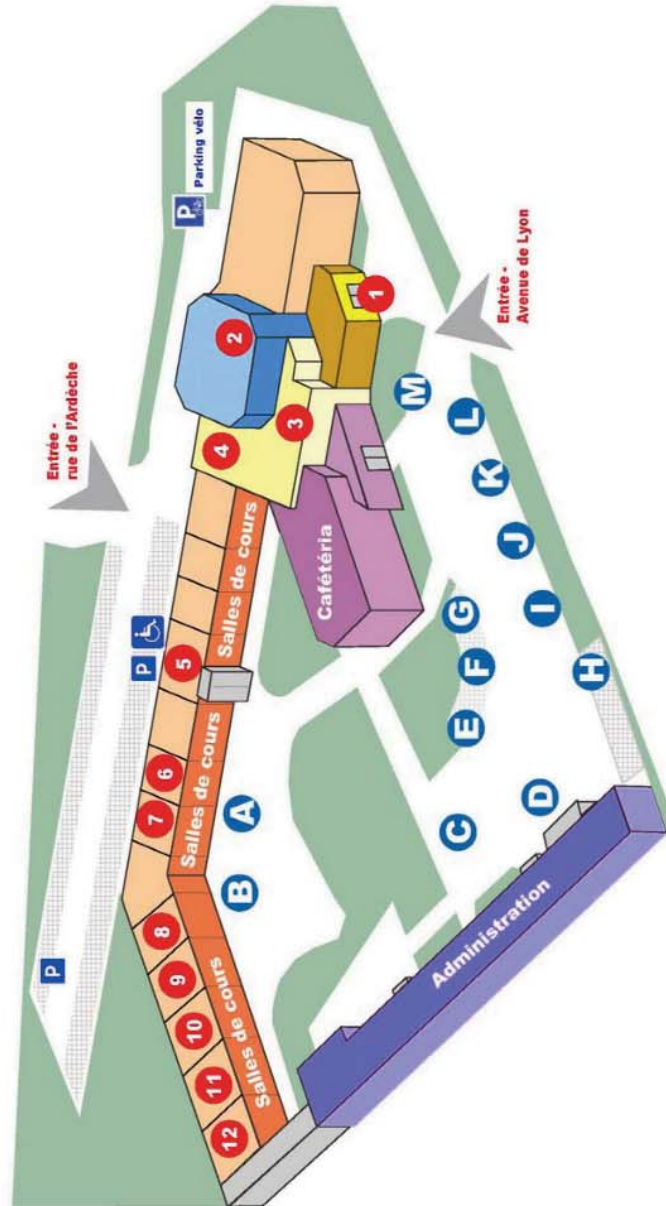 Entrée -
rue de l'Ardèche
P
Parking vélo
P
P
Salles de cours
Salles de cours
Salles de cours
Cafétéria
Administration
Entrée -
Avenue de Lyon
1
2
3
4
5
6
7
8
9
10
11
12
A
B
C
D
E
F
G
H
I
J
K
L
M